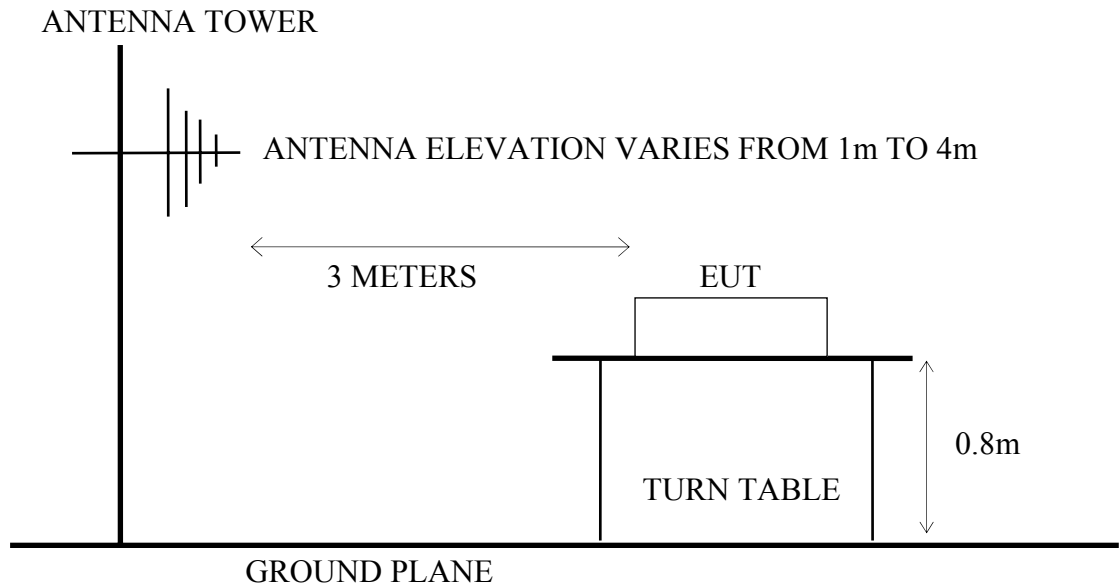 ANTENNA TOWER
ANTENNA ELEVATION VARIES FROM 1m TO 4m
3 METERS
EUT
0.8m
TURN TABLE
GROUND PLANE